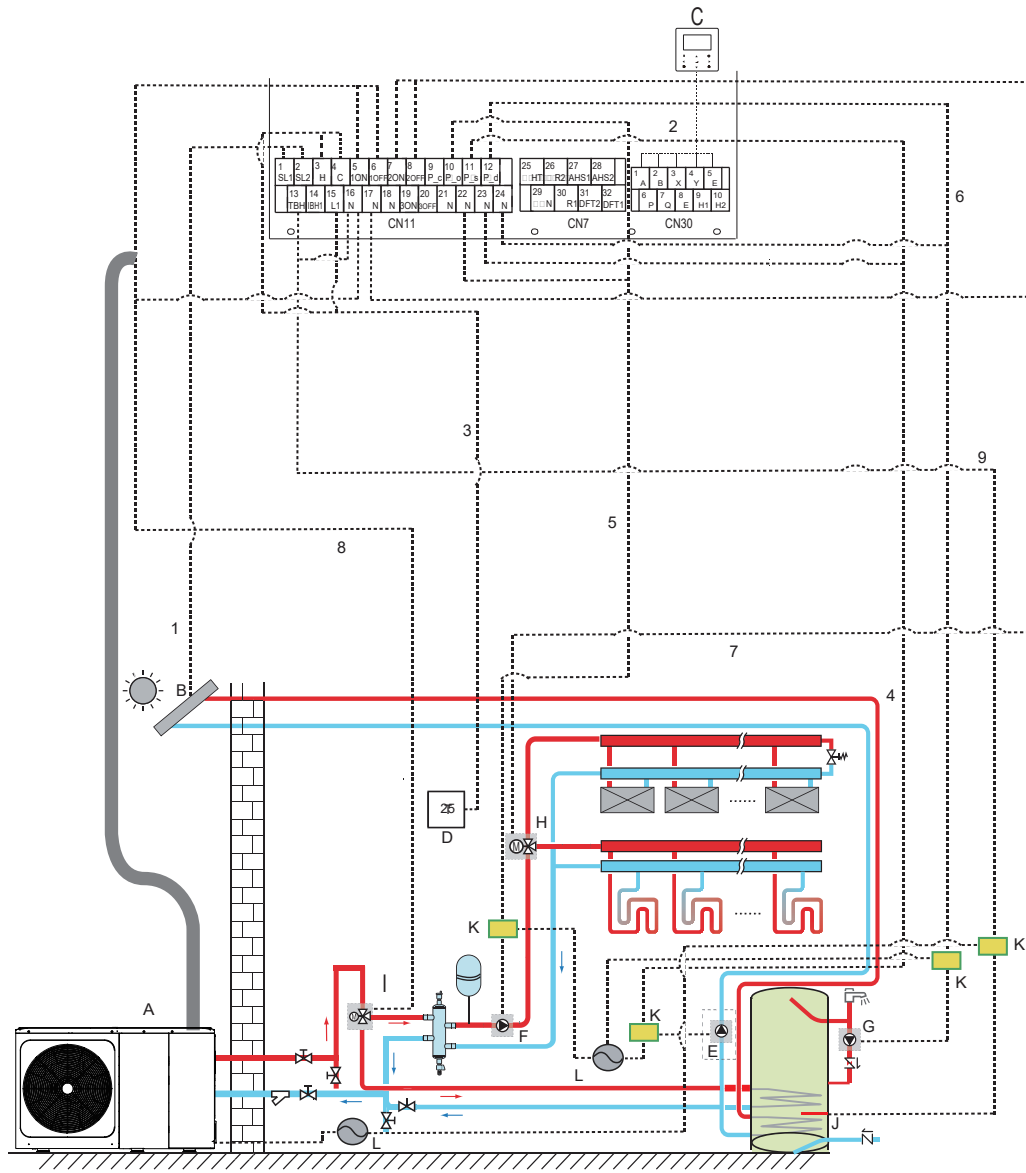 C
2
1 2 3 4 5 6 7 8 9 10 11 12
SL1 SL2 H C 1ON 1OFF 2ON 2OFF P_c P_o P_s P_d
13 14 15 16 17 18 19 20 21 22 23 24
TBH IBH1 L1 N N N 3ON 3OFF N N N N
CN11
25 26 27 28
HT R2 AHS1 AHS2
29 30 31 32
N R1 DFT2 DFT1
CN7
1 2 3 4 5
A B X Y E
6 7 8 9 10
P Q E H1 H2
CN30
6
3
9
5
8
1
7
B
4
25
D
H
M
K
K
K
I
A
M
F
K
E
G
L
J
L